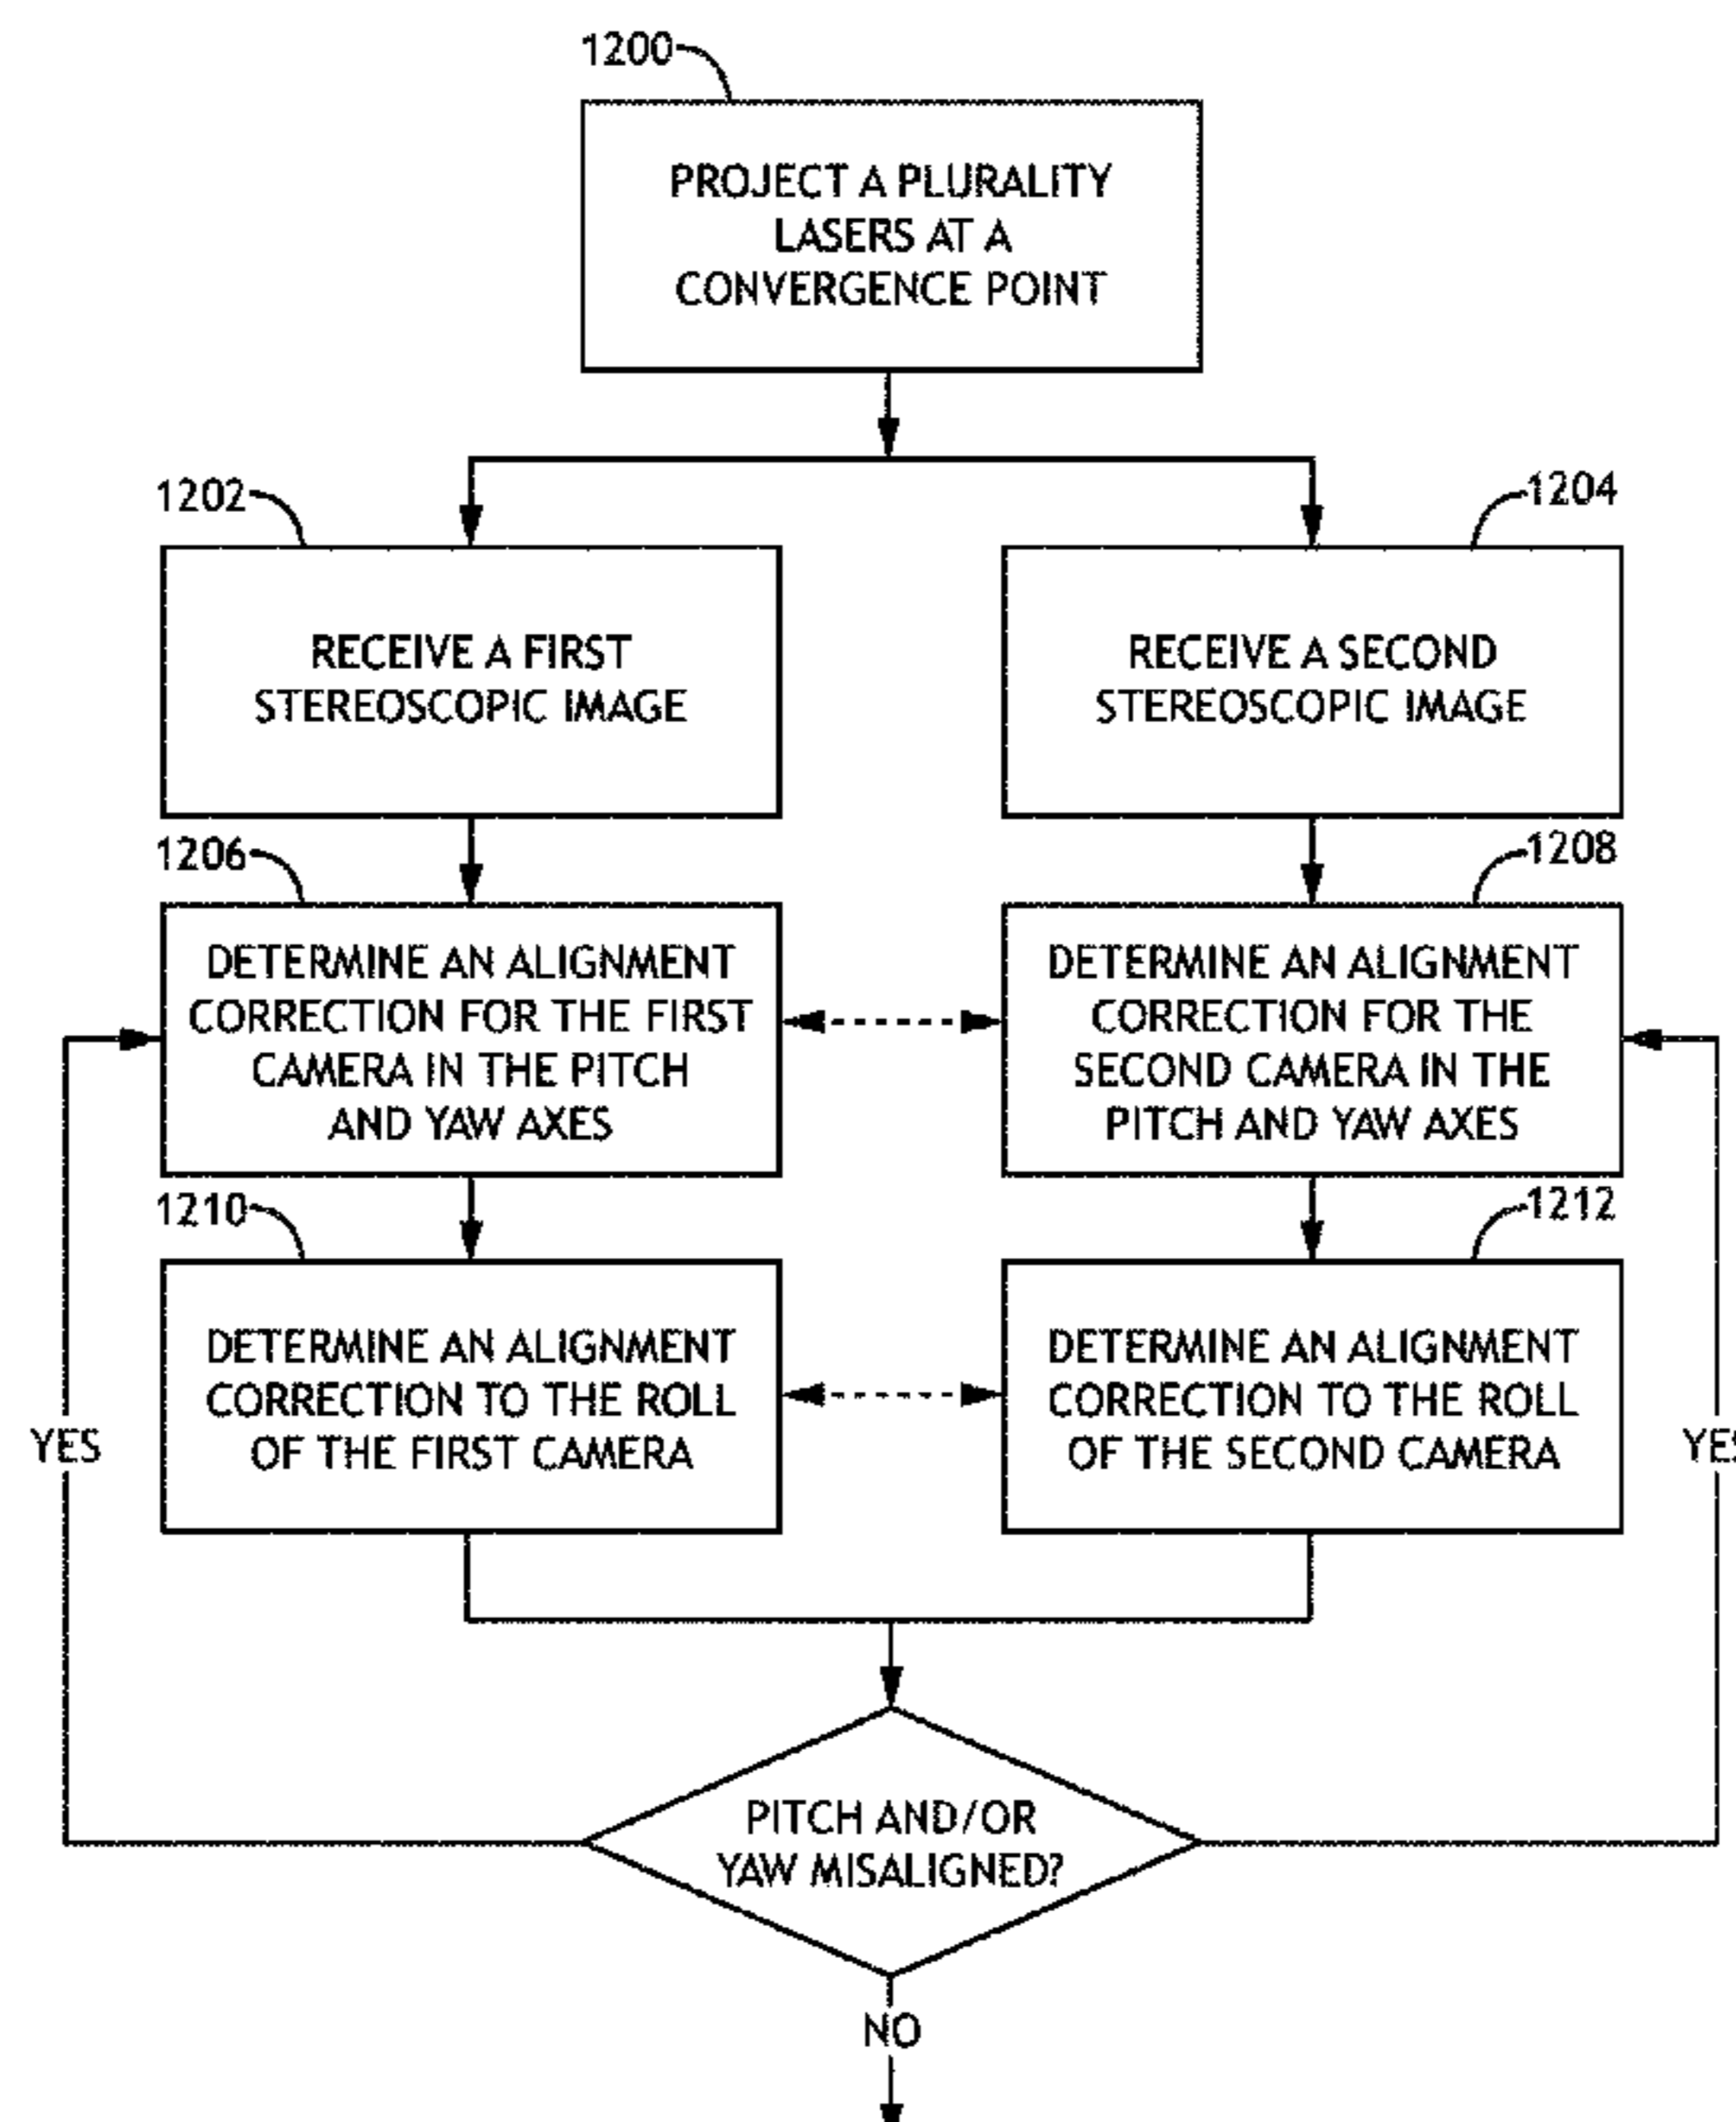 1200
PROJECT A PLURALITY
LASERS AT A
CONVERGENCE POINT
1202
1204
RECEIVE A FIRST
STEREOSCOPIC IMAGE
RECEIVE A SECOND
STEREOSCOPIC IMAGE
1206
1208
DETERMINE AN ALIGNMENT
CORRECTION FOR THE FIRST
CAMERA IN THE PITCH
AND YAW AXES
DETERMINE AN ALIGNMENT
CORRECTION FOR THE
SECOND CAMERA IN THE
PITCH AND YAW AXES
1210
1212
DETERMINE AN ALIGNMENT
CORRECTION TO THE ROLL
OF THE FIRST CAMERA
DETERMINE AN ALIGNMENT
CORRECTION TO THE ROLL
OF THE SECOND CAMERA
YES
YES
PITCH AND/OR
YAW MISALIGNED?
NO